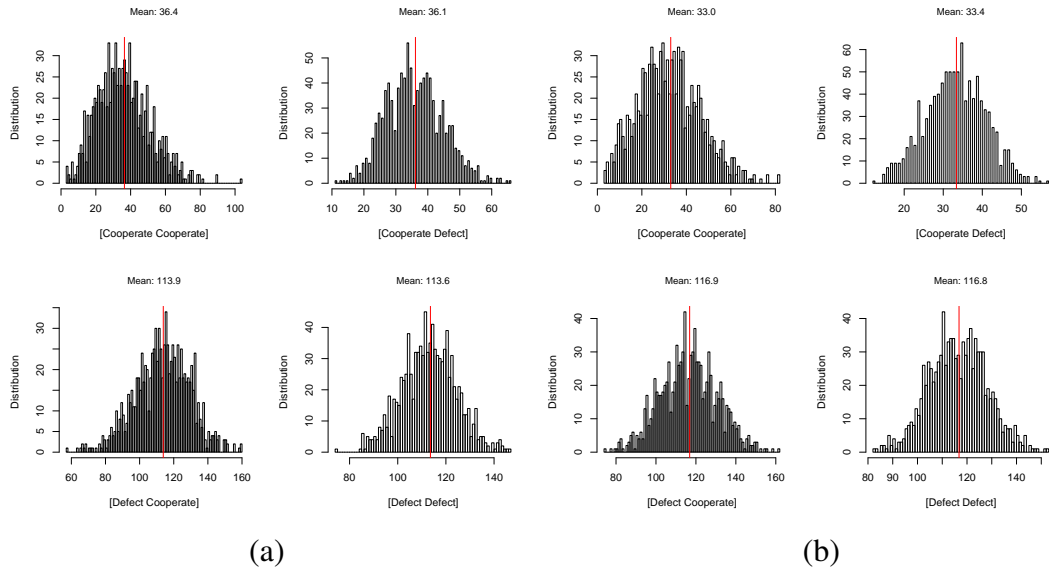 Mean: 36.4
Distribution
0 5 10 15 20 25 30
0 20 40 60 80 100
[Cooperate Cooperate]
Mean: 36.1
Distribution
0 10 20 30 40 50
10 20 30 40 50 60
[Cooperate Defect]
Mean: 33.0
Distribution
0 5 10 15 20 25 30
0 20 40 60 80
[Cooperate Cooperate]
Mean: 33.4
Distribution
0 10 20 30 40 50 60
20 30 40 50
[Cooperate Defect]
Mean: 113.9
Distribution
0 5 10 20 30
60 80 100 120 140 160
[Defect Cooperate]
Mean: 113.6
Distribution
0 10 20 30 40
80 100 120 140
[Defect Defect]
Mean: 116.9
Distribution
0 10 20 30 40
80 100 120 140 160
[Defect Cooperate]
Mean: 116.8
Distribution
0 10 20 30 40
80 90 100 120 140
[Defect Defect]
(a)
(b)